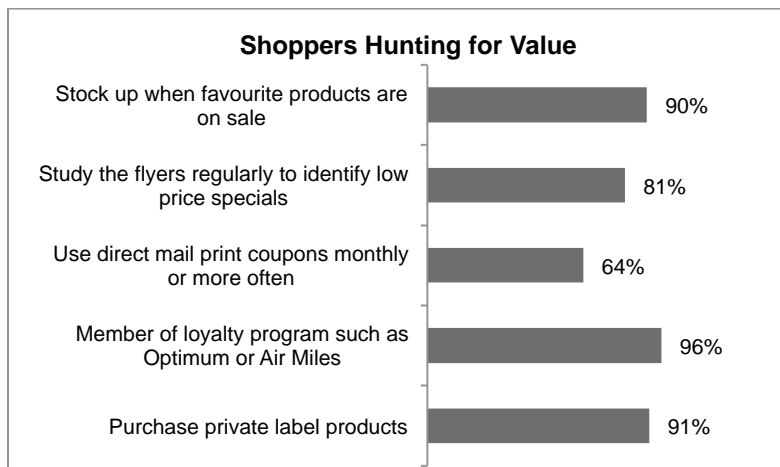 Shoppers Hunting for Value
Stock up when favourite products are
on sale
90%
Study the flyers regularly to identify low
price specials
81%
Use direct mail print coupons monthly
or more often
64%
Member of loyalty program such as
Optimum or Air Miles
96%
Purchase private label products
91%